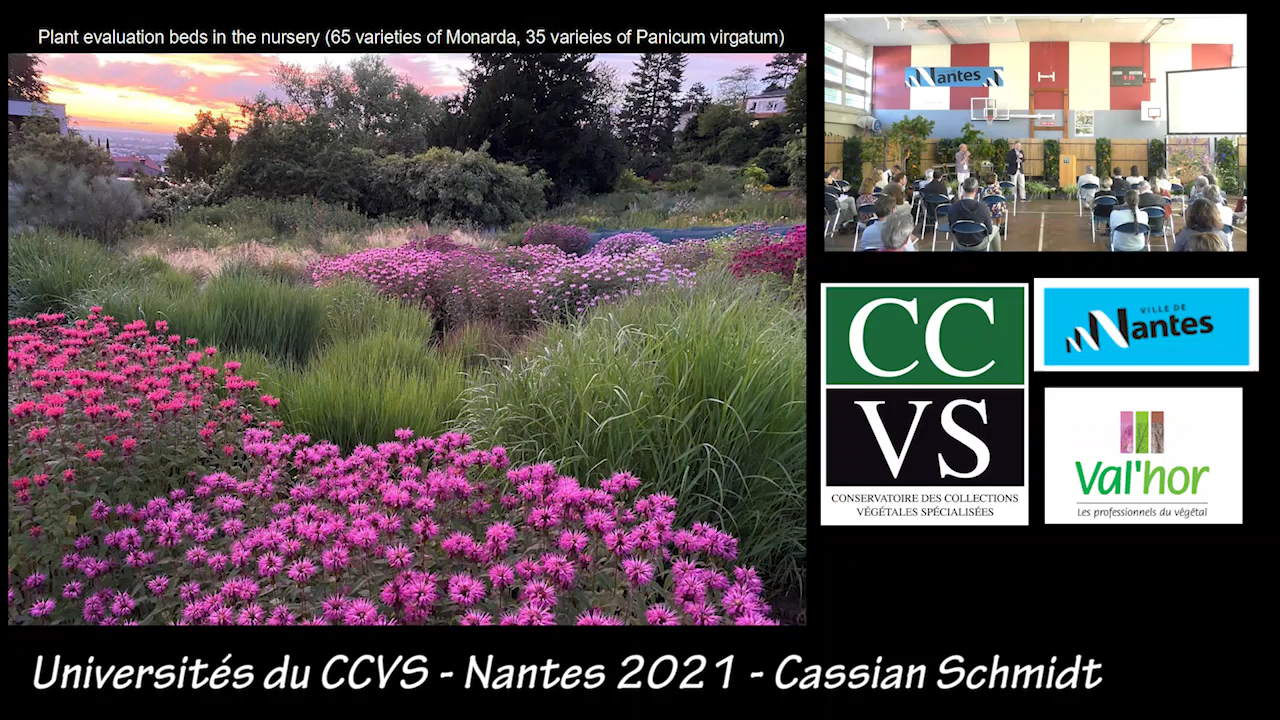 Plant evaluation beds in the nursery (65 varieties of Monarda, 35 varieies of Panicum virgatum)
Nantes
CC
VS
CONSERVATOIRE DES COLLECTIONS
VÉGÉTALES SPÉCIALISÉES
VILLE DE
Nantes
Val'hor
Les professionnels du végétal
Universités du CCVS - Nantes 2021 - Cassian Schmidt